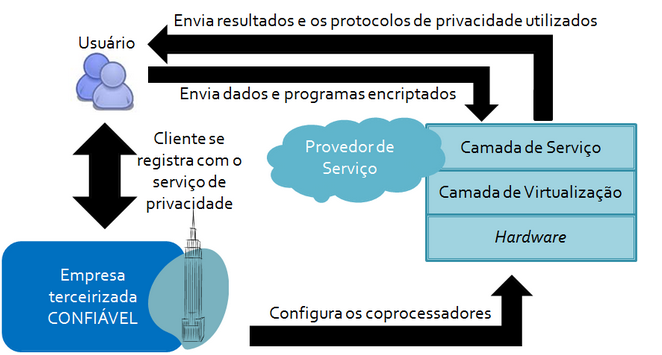 Envia resultados e os protocolos de privacidade utilizados
Usuário
Envia dados e programas encriptados
Cliente se
registra com o
serviço de
privacidade
Provedor de
Serviço
Camada de Serviço
Camada de Virtualização
Hardware
Empresa
terceirizada
CONFIÁVEL
Configura os coprocessadores